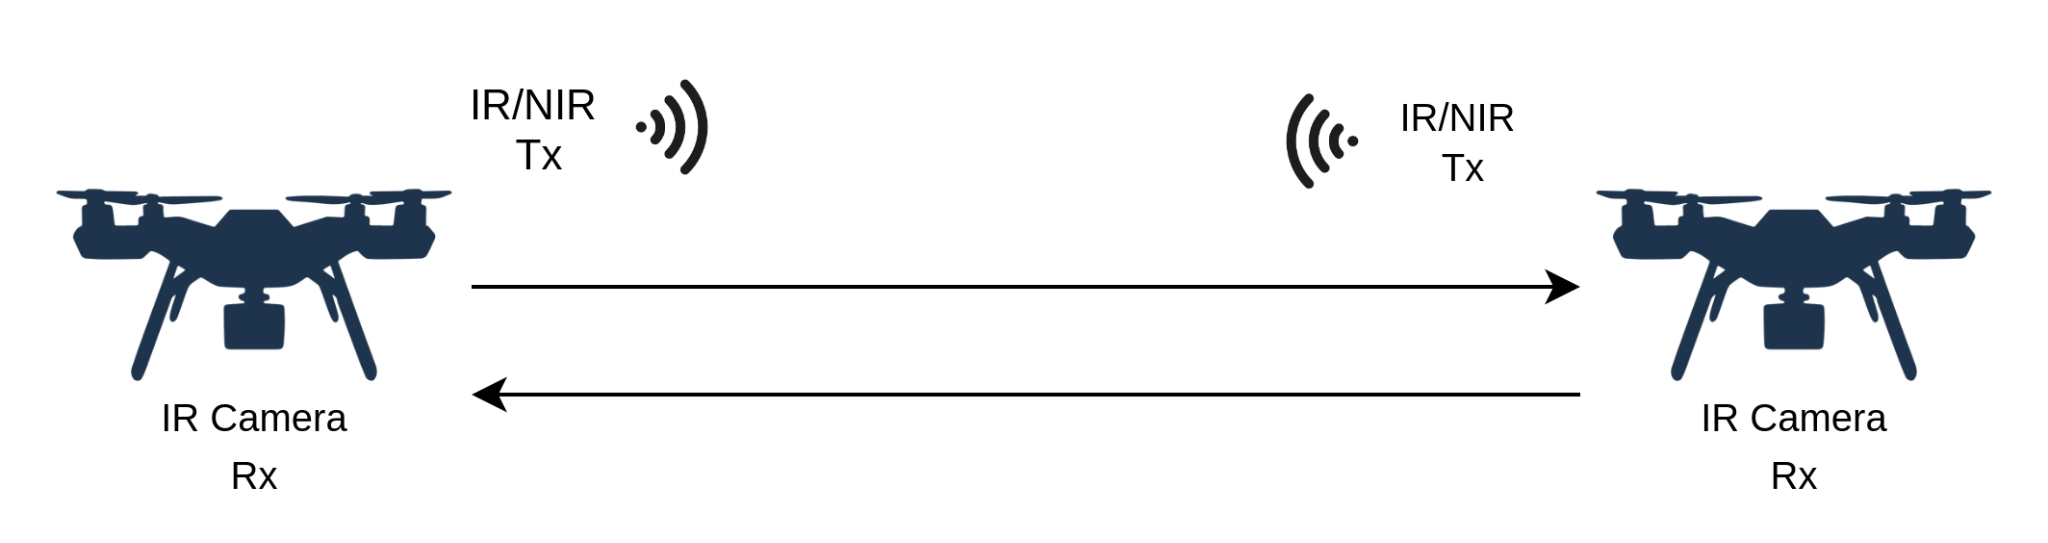 IR/NIR
Tx
IR/NIR
Tx
IR Camera
Rx
IR Camera
Rx